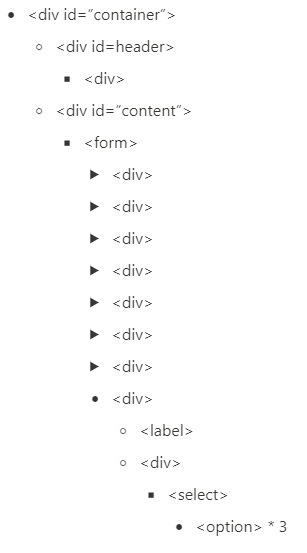 <div id="container">
<div id=header>
<div>
<div id="content">
<form>
<div>
<div>
<div>
<div>
<div>
<div>
<div>
<div>
<label>
<div>
<select>
<option> * 3